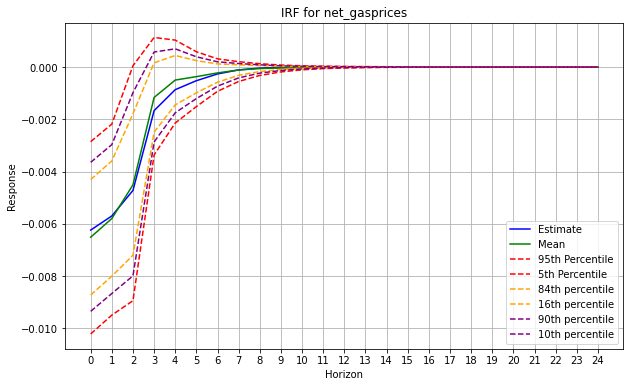 IRF for net_gasprices
0.000
−0.002
−0.004
−0.006
−0.008
−0.010
Response
Estimate
Mean
95th Percentile
5th Percentile
84th percentile
16th percentile
90th percentile
10th percentile
0 1 2 3 4 5 6 7 8 9 10 11 12 13 14 15 16 17 18 19 20 21 22 23 24
Horizon